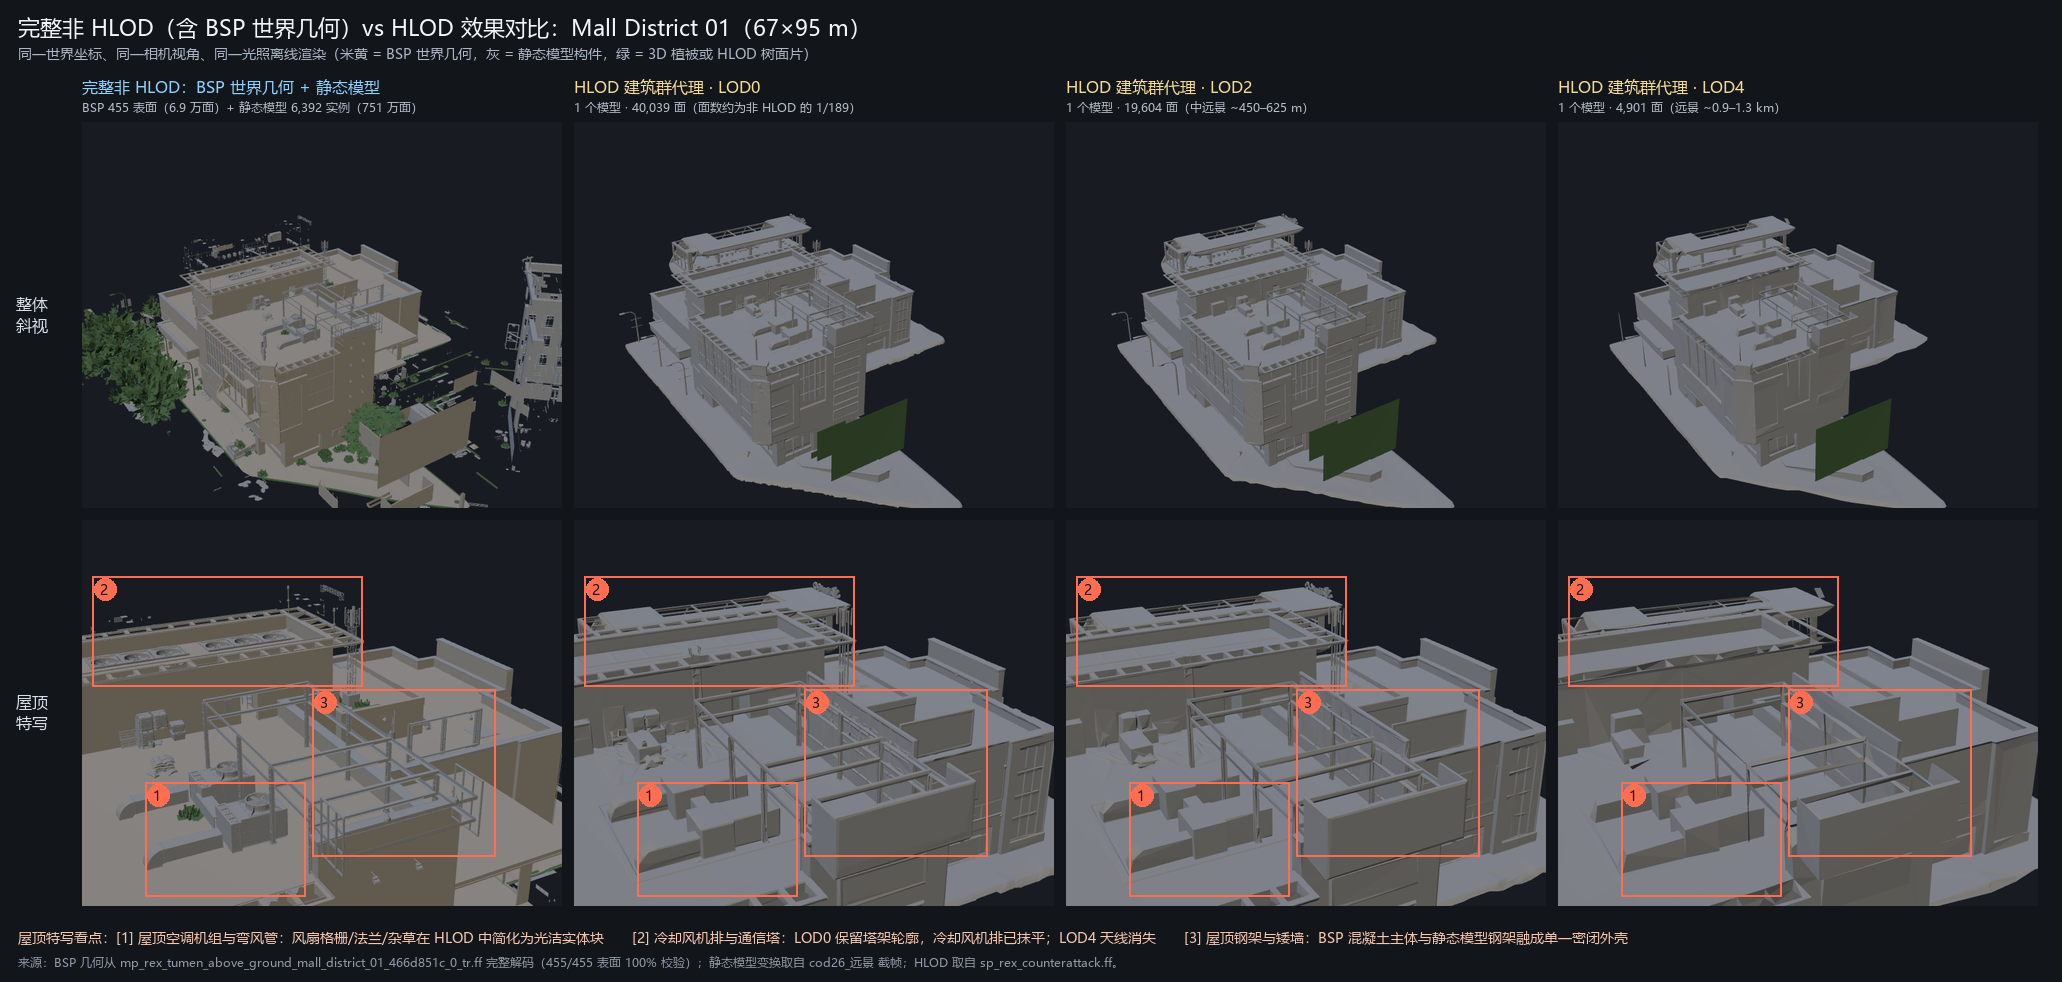 完整非 HLOD（含 BSP 世界几何）vs HLOD 效果对比：Mall District 01（67×95 m）
同一世界坐标、同一相机视角、同一光照离线渲染（米黄 = BSP 世界几何，灰 = 静态模型构件，绿 = 3D 植被或 HLOD 树面片）
完整非 HLOD：BSP 世界几何 + 静态模型
BSP 455 表面（6.9 万面）+ 静态模型 6,392 实例（751 万面）
HLOD 建筑群代理 · LOD0
1 个模型 · 40,039 面（面数约为非 HLOD 的 1/189）
HLOD 建筑群代理 · LOD2
1 个模型 · 19,604 面（中远景 ~450–625 m）
HLOD 建筑群代理 · LOD4
1 个模型 · 4,901 面（远景 ~0.9–1.3 km）
整体
斜视
屋顶
特写
2
3
1
2
3
1
2
3
1
2
3
1
屋顶特写看点：[1] 屋顶空调机组与弯风管：风扇格栅/法兰/杂草在 HLOD 中简化为光洁实体块
[2] 冷却风机排与通信塔：LOD0 保留塔架轮廓，冷却风机排已抹平；LOD4 天线消失
[3] 屋顶钢架与矮墙：BSP 混凝土主体与静态模型钢架融成单一密闭外壳
来源：BSP 几何从 mp_rex_tumen_above_ground_mall_district_01_466d851c_0_tr.ff 完整解码（455/455 表面 100% 校验）；静态模型变换取自 cod26_远景 截帧；HLOD 取自 sp_rex_counterattack.ff。